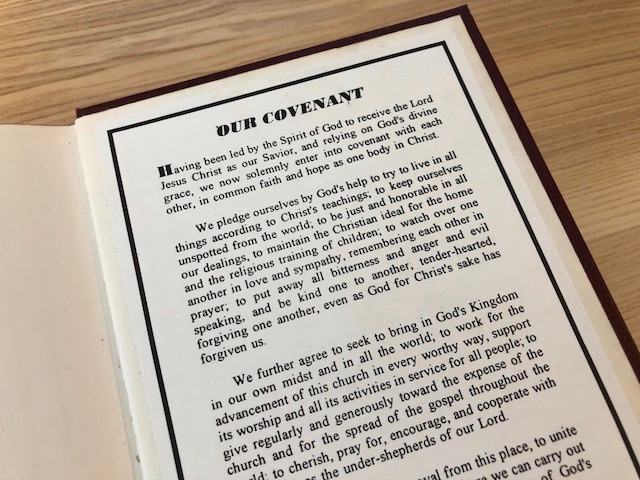 OUR COVENANT
Having been led by the Spirit of God to receive the Lord
Jesus Christ as our Savior, and relying on God's divine
grace, we now solemnly enter into covenant with each
other, in common faith and hope as one body in Christ.
We pledge ourselves by God's help to try to live in all
things according to Christ's teachings; to keep ourselves
unspotted from the world; to be just and honorable in all
our dealings, to maintain the Christian ideal for the home
and the religious training of children; to watch over one
another in love and sympathy, remembering each other in
prayer; to put away all bitterness and anger and evil
speaking, and be kind one to another, tender-hearted,
forgiving one another, even as God for Christ's sake has
forgiven us.
We further agree to seek to bring in God's Kingdom
in our own midst and in all the world; to work for the
advancement of this church in every worthy way, support
its worship and all its activities in service for all people; to
give regularly and generously toward the expense of the
church and for the spread of the gospel throughout the
to cherish, pray for, encourage, and cooperate with
the under-shepherds of our Lord.
from this place, to unite
we can carry out
of God's